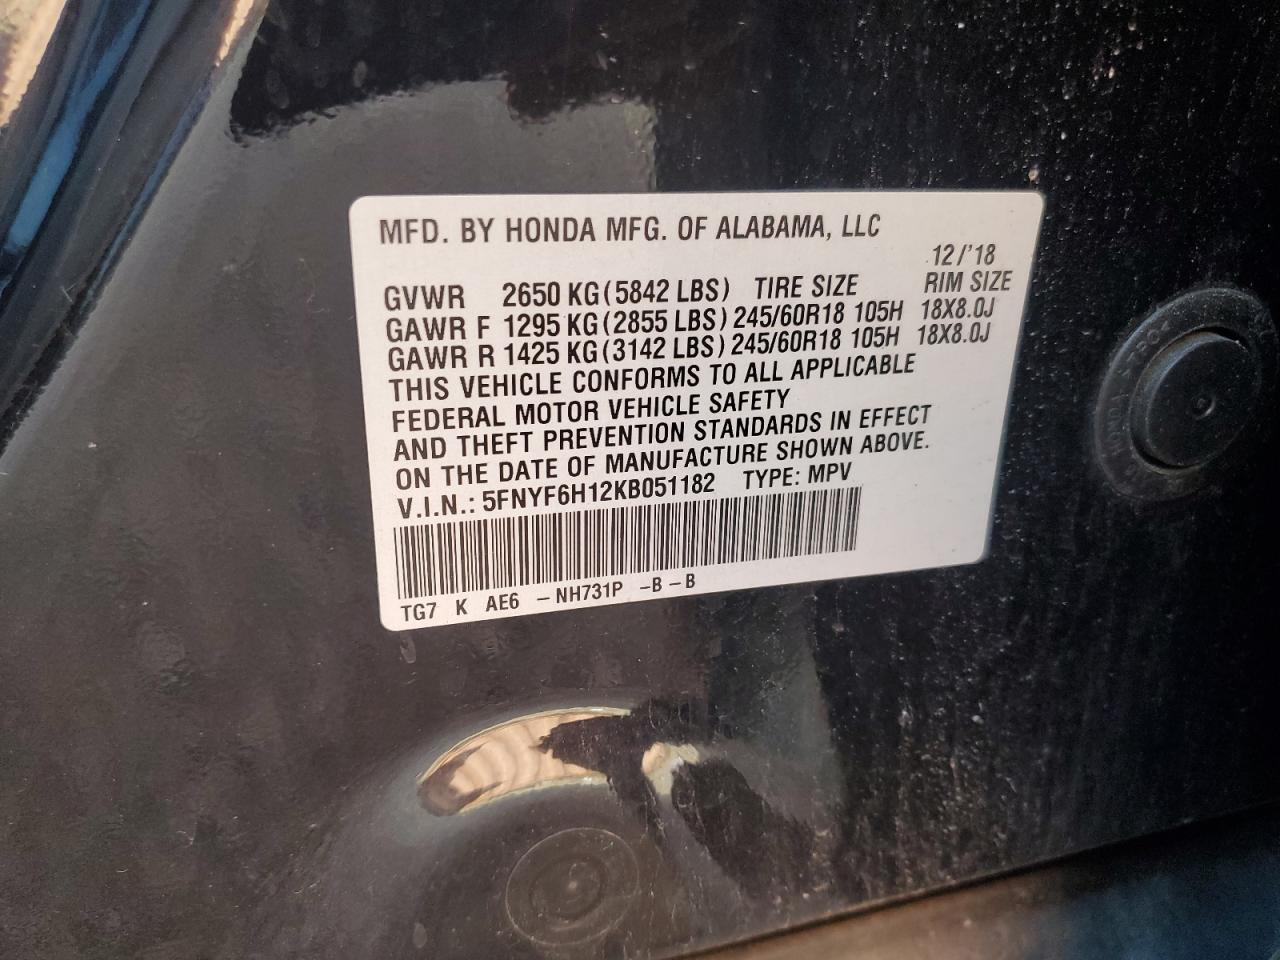 MFD. BY HONDA MFG. OF ALABAMA, LLC
12/'18
GVWR 2650 KG(5842 LBS) TIRE SIZE RIM SIZE
GAWR F 1295 KG(2855 LBS) 245/60R18 105H 18X8.0J
GAWR R 1425 KG(3142 LBS) 245/60R18 105H 18X8.0J
THIS VEHICLE CONFORMS TO ALL APPLICABLE
FEDERAL MOTOR VEHICLE SAFETY
AND THEFT PREVENTION STANDARDS IN EFFECT
ON THE DATE OF MANUFACTURE SHOWN ABOVE.
V.I.N.: 5FNYF6H12KB051182 TYPE: MPV
TG7 K AE6 -NH731P -B-B